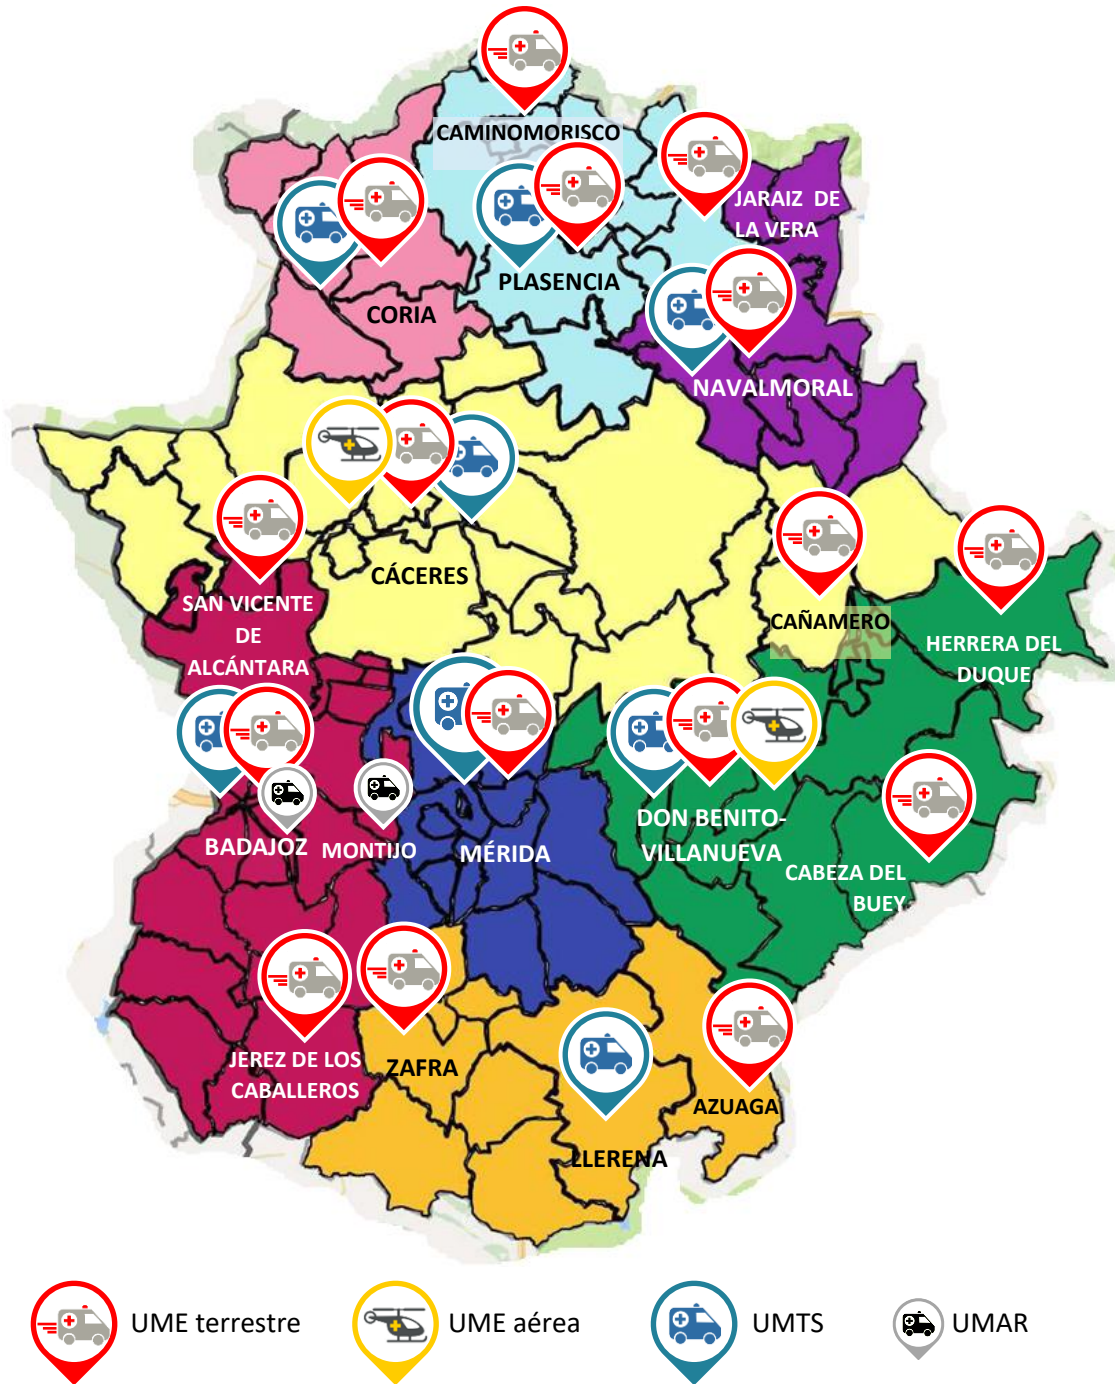 CAMINOMORISCO
JARAIZ DE
LA VERA
PLASENCIA
CORIA
NAVALMORAL
CÁCERES
SAN VICENTE
DE
ALCÁNTARA
CAÑAMERO
HERRERA DEL
DUQUE
BADAJOZ
MONTIJO
MÉRIDA
DON BENITO-
VILLANUEVA
CABEZA DEL
BUEY
JEREZ DE LOS
CABALLEROS
ZAFRA
AZUAGA
LLERENA
UME terrestre
UME aérea
UMTS
UMAR